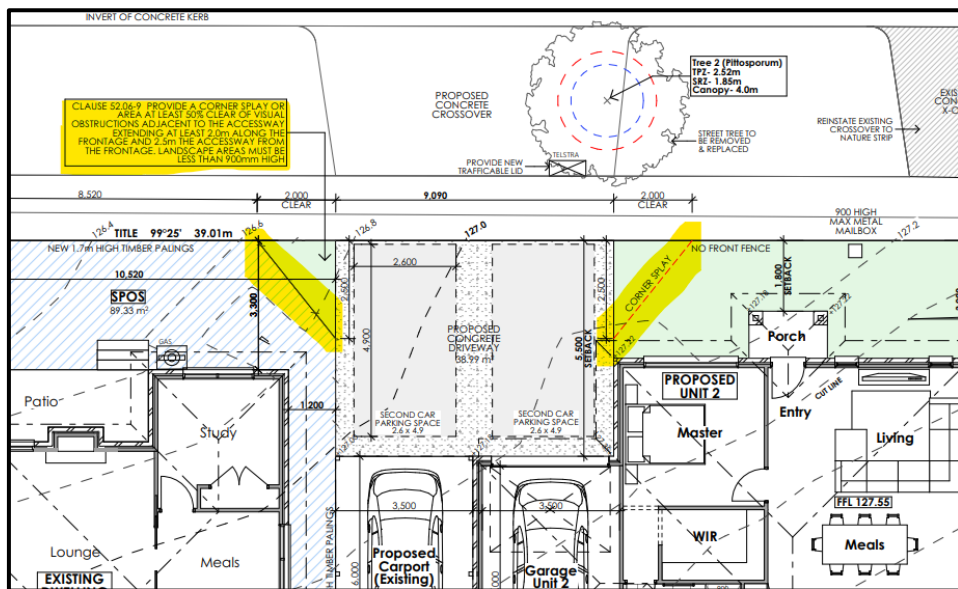 INVERT OF CONCRETE KERB
Tree 2 (Pittosporum)
TPZ- 2.52m
SRZ- 1.85m
Canopy- 4.0m
PROPOSED
CONCRETE
CROSSOVER
EXIS
CON
X-O
CLAUSE 52.06-9 PROVIDE A CORNER SPLAY OR
AREA AT LEAST 50% CLEAR OF VISUAL
OBSTRUCTIONS ADJACENT TO THE ACCESSWAY
EXTENDING AT LEAST 2.0m ALONG THE
FRONTAGE AND 2.5m THE ACCESSWAY FROM
THE FRONTAGE. LANDSCAPE AREAS MUST BE
LESS THAN 900mm HIGH
REINSTATE EXISTING
CROSSOVER TO
NATURE STRIP
STREET TREE TO
BE REMOVED
& REPLACED
TELSTRA
PROVIDE NEW
TRAFFICABLE LID
8,520
2,000
CLEAR
9,090
2,000
CLEAR
900 HIGH
MAX METAL
MAILBOX
126.4
TITLE 99°25' 39.01m
126.6
126.8
127.0
127.2
NEW 1.7m HIGH TIMBER PALINGS
NO FRONT FENCE
10,520
2,600
SPOS
89.33 m²
3,300
2,500
4,900
2,500
CORNER SPLAY
1,800
SETBACK
PROPOSED
CONCRETE
DRIVEWAY
38.99 m²
5,500
SETBACK
127.22
GAS
Porch
Patio
Study
1,200
SECOND CAR
PARKING SPACE
2.6 x 4.9
SECOND CAR
PARKING SPACE
2.6 x 4.9
PROPOSED
UNIT 2
Master
Entry
CUT LINE
Living
3,500
3,500
FFL 127.55
WIR
Meals
Lounge
Meals
EXISTING
DWELLING
H TIMBER PALINGS
6,000
Proposed
Carport
(Existing)
Garage
Unit 2